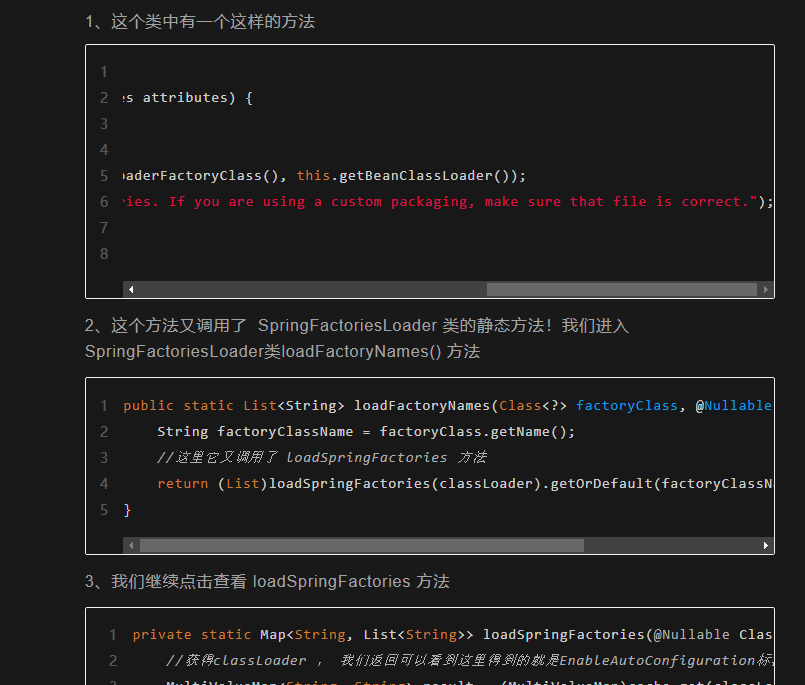 1、这个类中有一个这样的方法
1
2 s attributes) {
3
4
5 aderFactoryClass(), this.getBeanClassLoader());
6 ies. If you are using a custom packaging, make sure that file is correct.");
7
8
2、这个方法又调用了 SpringFactoriesLoader 类的静态方法！我们进入
SpringFactoriesLoader类loadFactoryNames() 方法
1 public static List<String> loadFactoryNames(Class<?> factoryClass, @Nullable
2 String factoryClassName = factoryClass.getName();
3 //这里它又调用了 loadSpringFactories 方法
4 return (List)loadSpringFactories(classLoader).getOrDefault(factoryClassN
5 }
3、我们继续点击查看 loadSpringFactories 方法
1 private static Map<String, List<String>> loadSpringFactories(@Nullable Clas
2 //获得classLoader ， 我们返回可以看到这里得到的就是EnableAutoConfiguration标